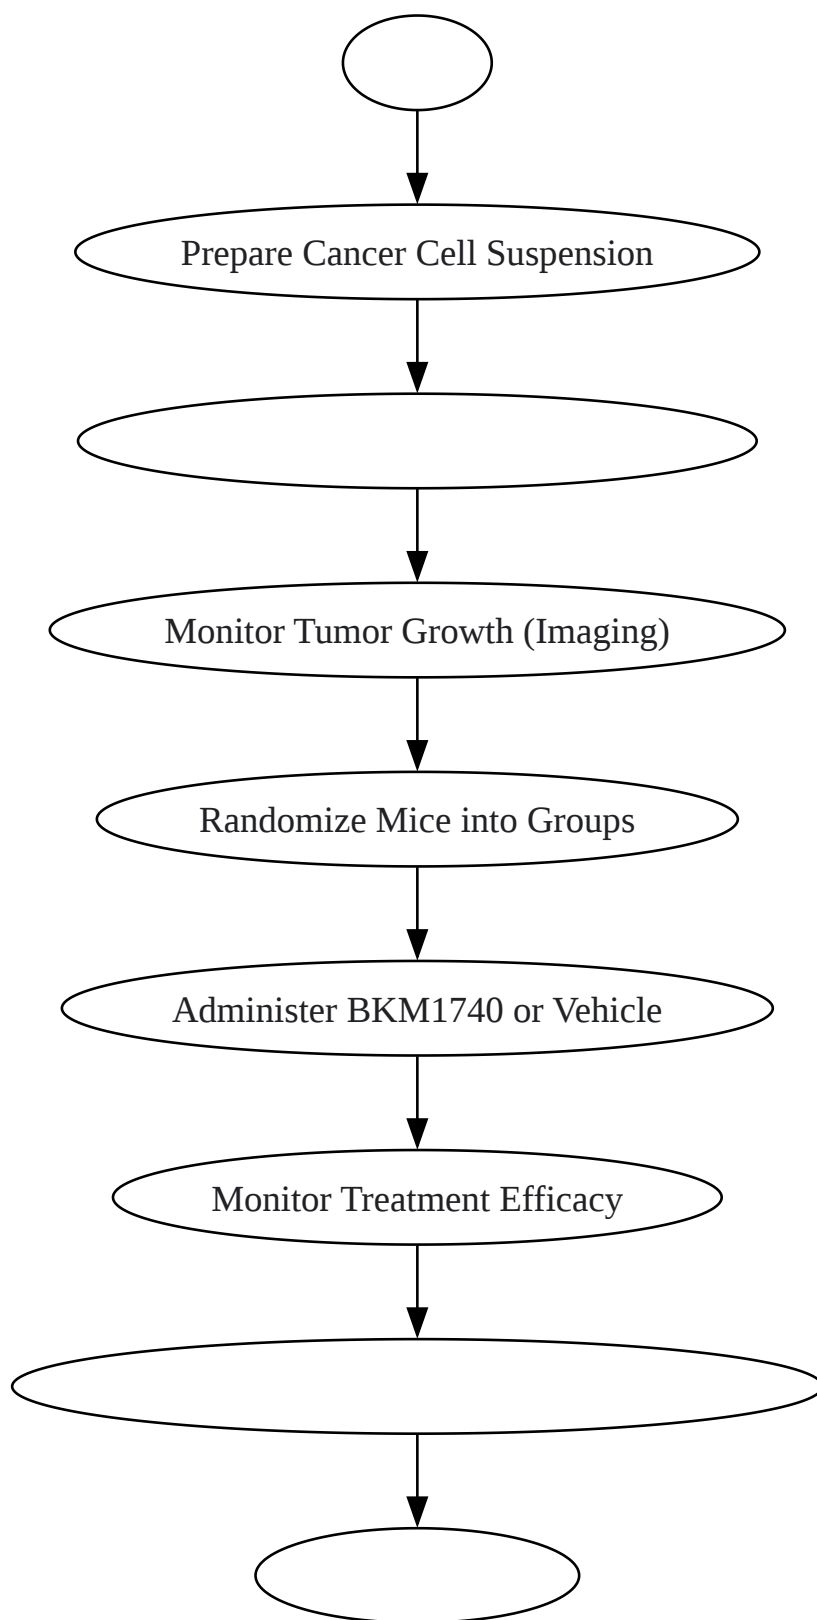 Prepare Cancer Cell Suspension
Monitor Tumor Growth (Imaging)
Randomize Mice into Groups
Administer BKM1740 or Vehicle
Monitor Treatment Efficacy